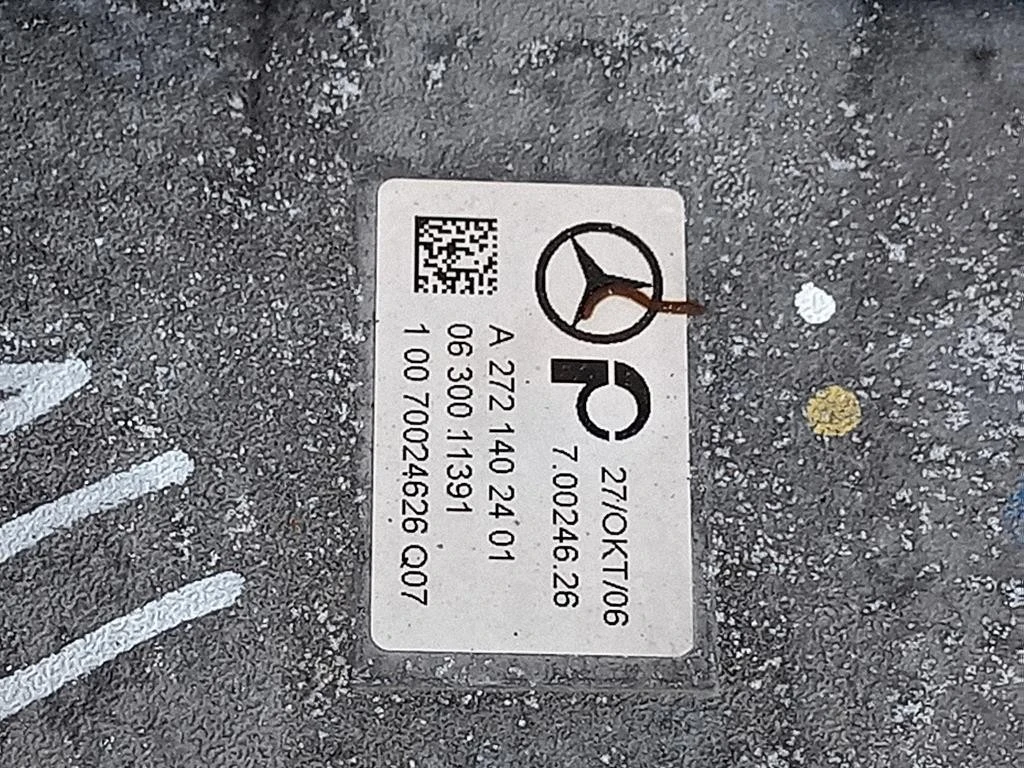 27/OKT/06
7.00246.26
A 272 140 24 01
06 300 11391
1 00 70024626 Q07